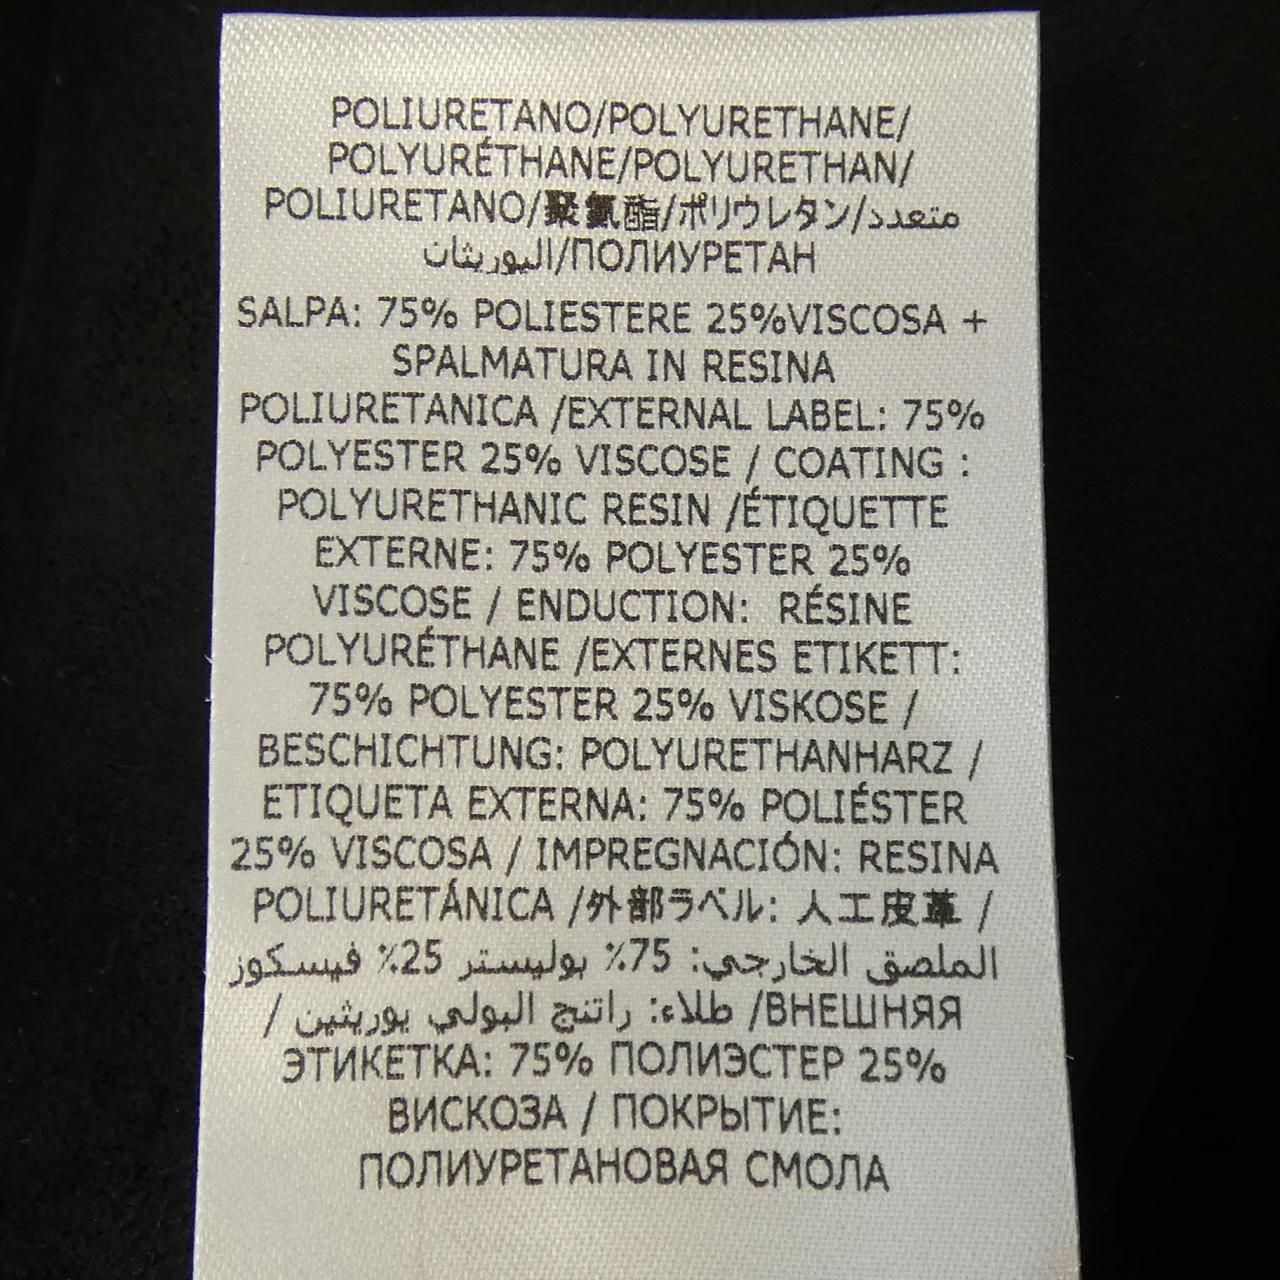 POLIURETANO/POLYURETHANE/
POLYURÉTHANE/POLYURETHAN/
POLIURETANO/聚氨酯/ポリウレタン/متعدد
اليوريثات/ПОЛИУРЕТАН
SALPA: 75% POLIESTERE 25%VISCOSA +
SPALMATURA IN RESINA
POLIURETANICA /EXTERNAL LABEL: 75%
POLYESTER 25% VISCOSE / COATING :
POLYURETHANIC RESIN /ÉTIQUETTE
EXTERNE: 75% POLYESTER 25%
VISCOSE / ENDUCTION: RÉSINE
POLYURÉTHANE /EXTERNES ETIKETT:
75% POLYESTER 25% VISKOSE /
BESCHICHTUNG: POLYURETHANHARZ /
ETIQUETA EXTERNA: 75% POLIÉSTER
25% VISCOSA / IMPREGNACIÓN: RESINA
POLIURETÁNICA /外部ラベル: 人工皮革 /
الملصق الخارجي: 75٪ بوليستر 25٪ فيسكوز
/ طلاء: راتنج البولي يوريثين /ВНЕШНЯЯ
ЭТИКЕТКА: 75% ПОЛИЭСТЕР 25%
ВИСКОЗА / ПОКРЫТИЕ:
ПОЛИУРЕТАНОВАЯ СМОЛА